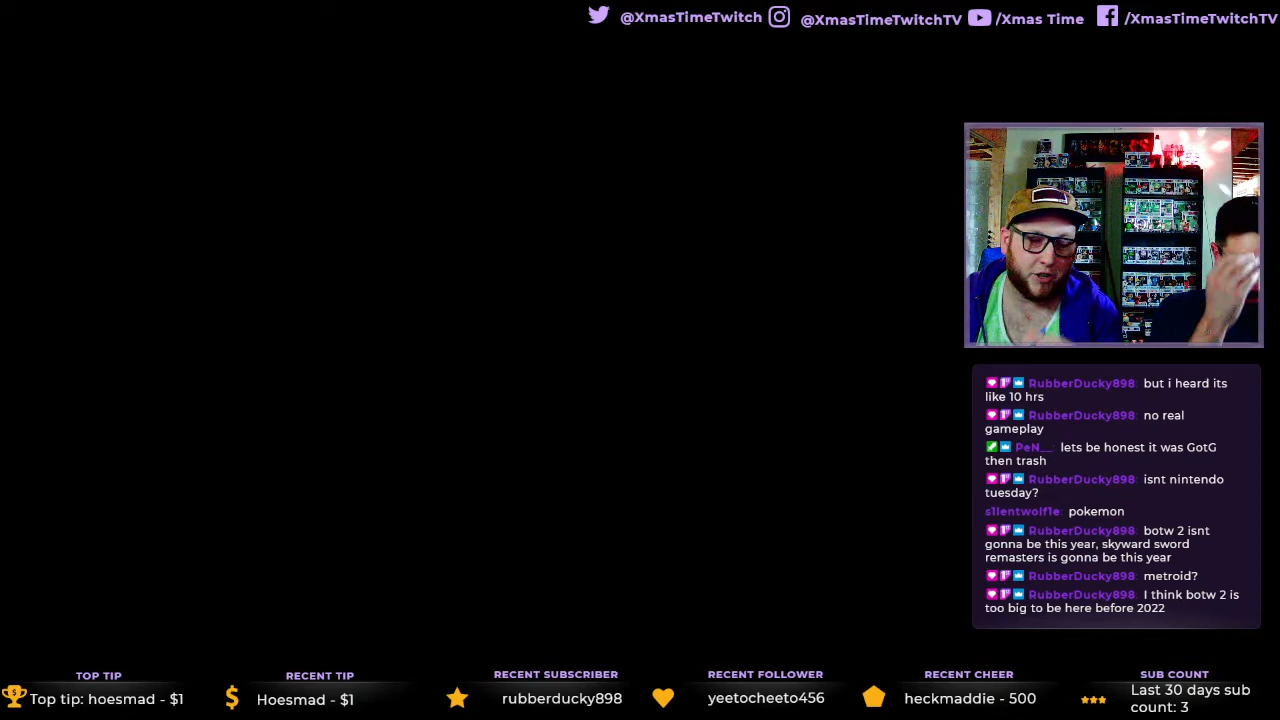 @XmasTimeTwitch @XmasTimeTwitchTV /Xmas Time /XmasTimeTwitchTV
RubberDucky898: but i heard its
like 10 hrs
RubberDucky898: no real
gameplay
PeN__: lets be honest it was GotG
then trash
RubberDucky898: isnt nintendo
tuesday?
s1lentwolf1e: pokemon
RubberDucky898: botw 2 isnt
gonna be this year, skyward sword
remasters is gonna be this year
RubberDucky898: metroid?
RubberDucky898: I think botw 2 is
too big to be here before 2022
TOP TIP
Top tip: hoesmad - $1
RECENT TIP
Hoesmad - $1
RECENT SUBSCRIBER
rubberducky898
RECENT FOLLOWER
yeetocheeto456
RECENT CHEER
heckmaddie - 500
SUB COUNT
Last 30 days sub
count: 3